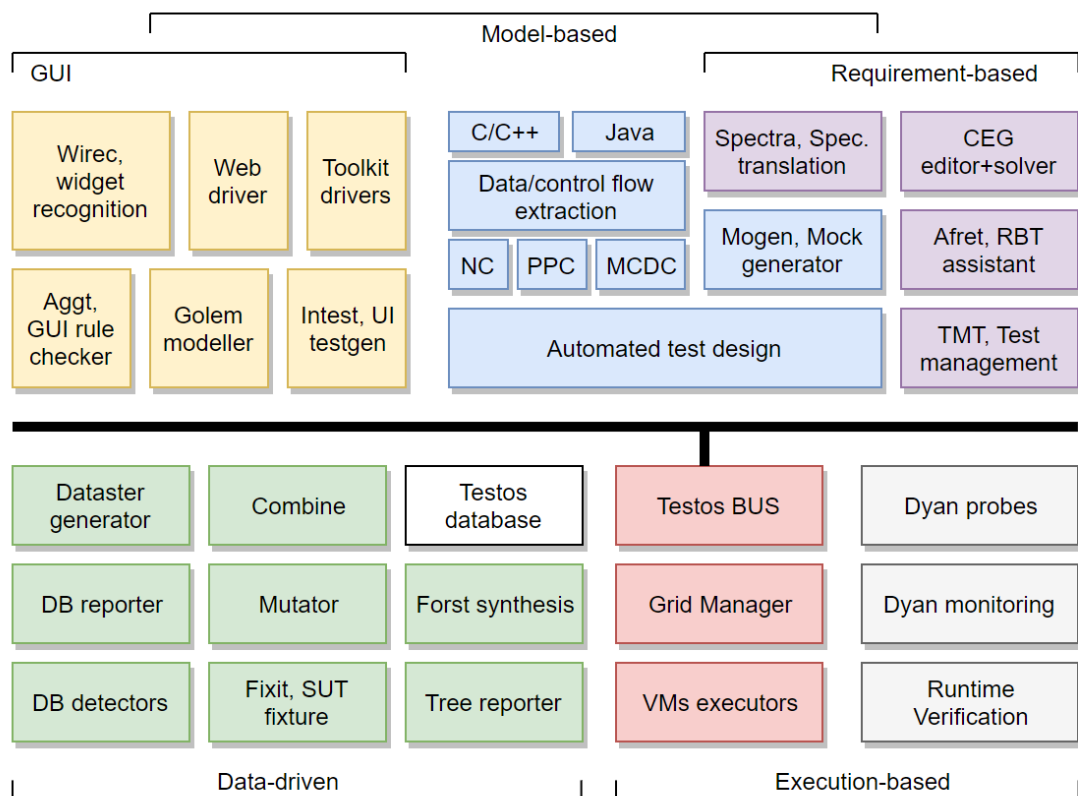 Model-based
GUI
Requirement-based
Wirec,
widget
recognition
Web
driver
Toolkit
drivers
C/C++
Java
Spectra, Spec.
translation
CEG
editor+solver
Data/control flow
extraction
Mogen, Mock
generator
Afret, RBT
assistant
NC
PPC
MCDC
Aggt,
GUI rule
checker
Golem
modeller
Intest, UI
testgen
Automated test design
TMT, Test
management
Dataster
generator
Combine
Testos
database
Testos BUS
Dyan probes
DB reporter
Mutator
Forst synthesis
Grid Manager
Dyan monitoring
DB detectors
Fixit, SUT
fixture
Tree reporter
VMs executors
Runtime
Verification
Data-driven
Execution-based